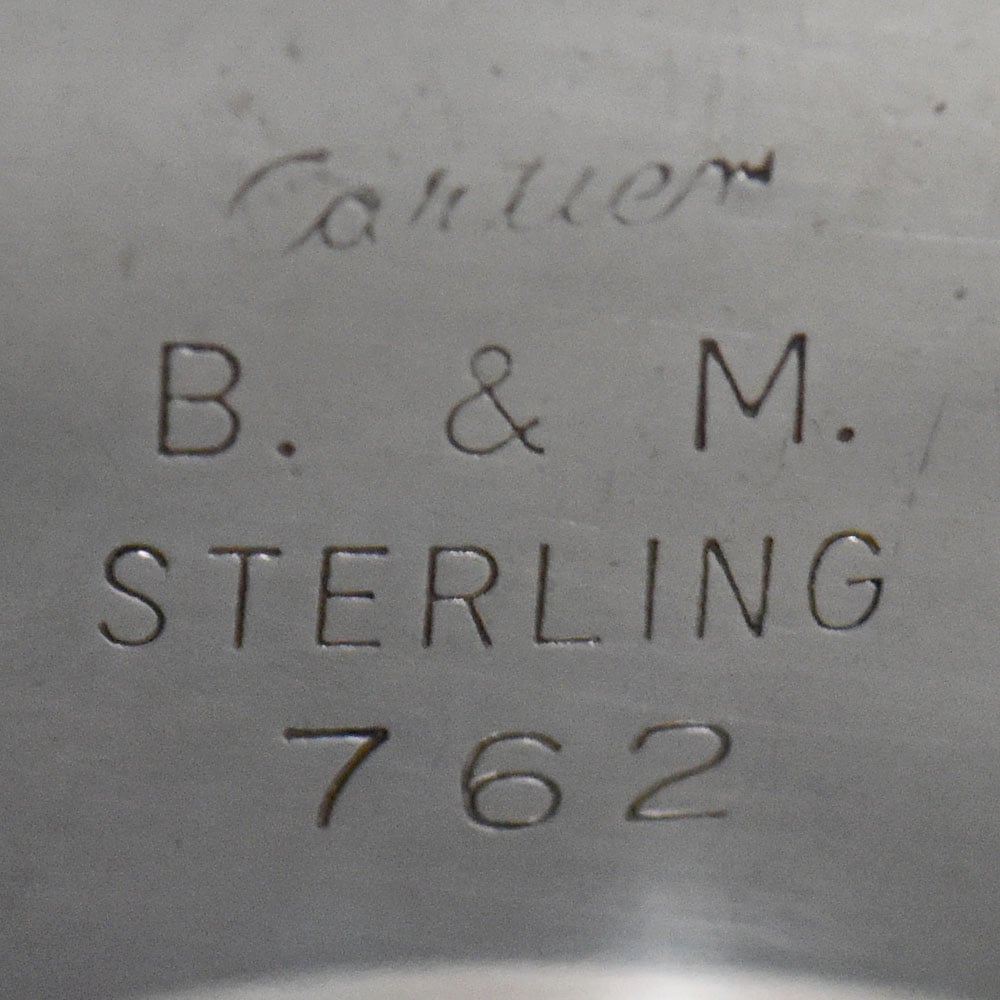 Cartier
B. & M.
STERLING
762